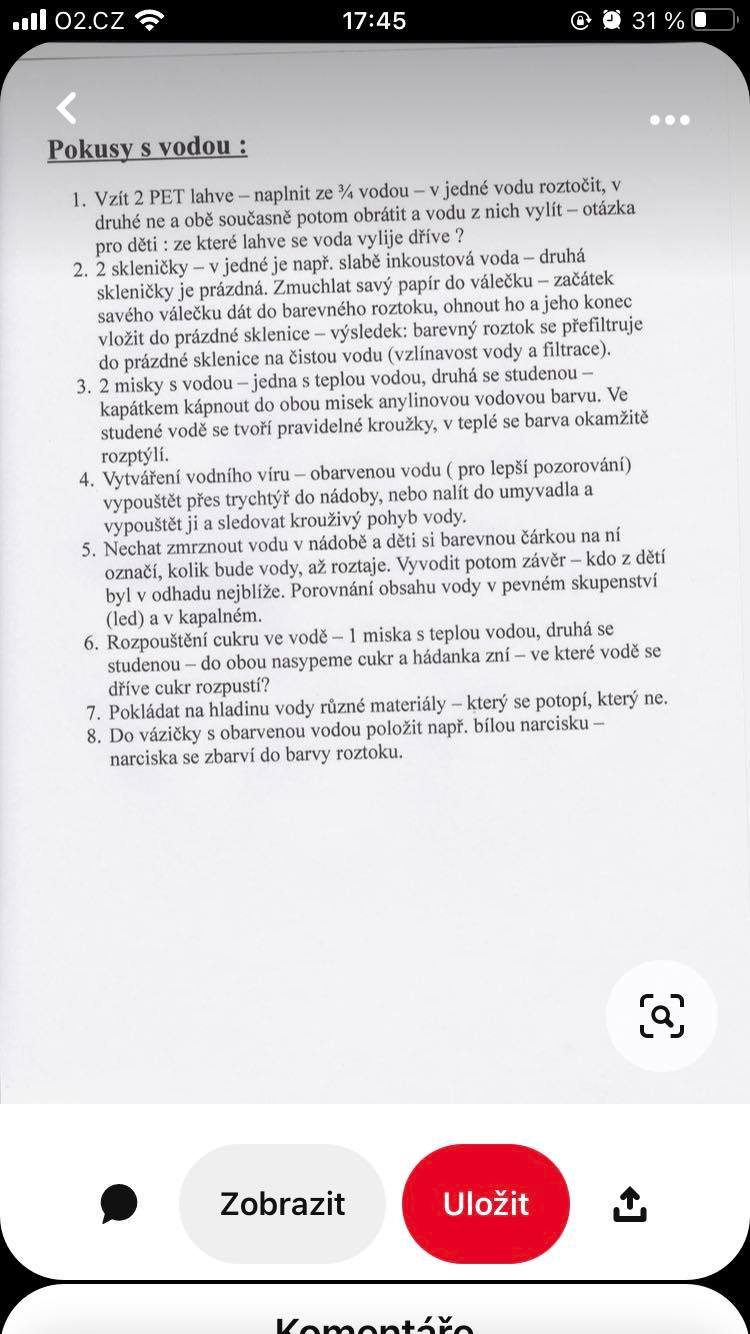 O2.CZ 17:45 31 %
Pokusy s vodou :
1. Vzít 2 PET lahve – naplnit ze ¾ vodou – v jedné vodu roztočit, v
druhé ne a obě současně potom obrátit a vodu z nich vylít – otázka
pro děti : ze které lahve se voda vylije dříve ?
2. 2 skleničky – v jedné je např. slabě inkoustová voda – druhá
skleničky je prázdná. Zmuchlat savý papír do válečku – začátek
savého válečku dát do barevného roztoku, ohnout ho a jeho konec
vložit do prázdné sklenice – výsledek: barevný roztok se přefiltruje
do prázdné sklenice na čistou vodu (vzlínavost vody a filtrace).
3. 2 misky s vodou – jedna s teplou vodou, druhá se studenou –
kapátkem kápnout do obou misek anylinovou vodovou barvu. Ve
studené vodě se tvoří pravidelné kroužky, v teplé se barva okamžitě
rozptýlí.
4. Vytváření vodního víru – obarvenou vodu ( pro lepší pozorování)
vypouštět přes trychtýř do nádoby, nebo nalít do umyvadla a
vypouštět ji a sledovat krouživý pohyb vody.
5. Nechat zmrznout vodu v nádobě a děti si barevnou čárkou na ní
označí, kolik bude vody, až roztaje. Vyvodit potom závěr – kdo z dětí
byl v odhadu nejblíže. Porovnání obsahu vody v pevném skupenství
(led) a v kapalném.
6. Rozpouštění cukru ve vodě – 1 miska s teplou vodou, druhá se
studenou – do obou nasypeme cukr a hádanka zní – ve které vodě se
dříve cukr rozpustí?
7. Pokládat na hladinu vody různé materiály – který se potopí, který ne.
8. Do vázičky s obarvenou vodou položit např. bílou narcisku –
narciska se zbarví do barvy roztoku.
Zobrazit Uložit
Komentáře